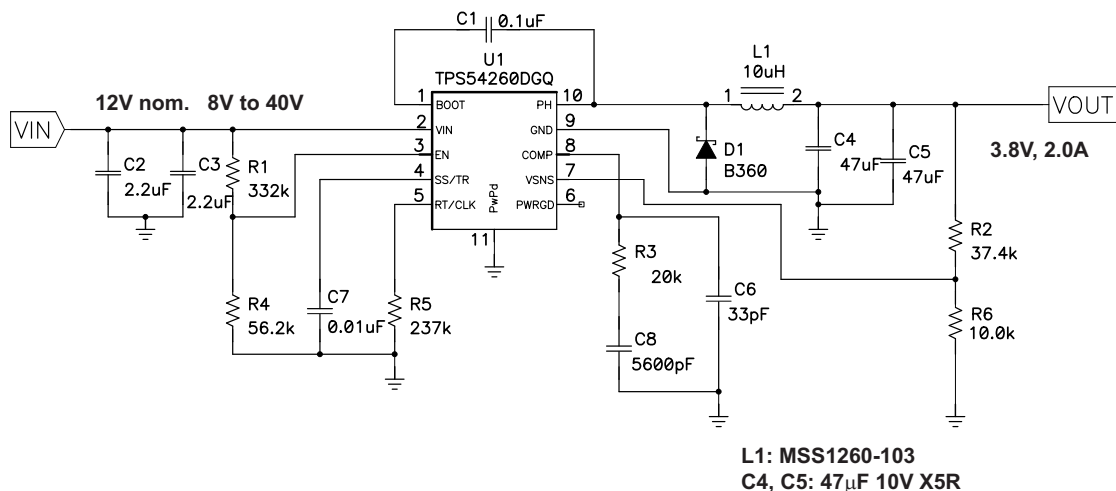 C1
0.1uF
U1
TPS54260DGQ
L1
10uH
12V nom. 8V to 40V
VIN
VOUT
3.8V, 2.0A
1 BOOT PH 10
2 VIN GND 9
3 EN COMP 8
4 SS/TR VSNS 7
5 RT/CLK PWRGD 6
PwPd
11
1 2
C2
2.2uF
C3
2.2uF
R1
332k
D1
B360
C4
47uF
C5
47uF
R2
37.4k
R4
56.2k
C7
0.01uF
R5
237k
R3
20k
C6
33pF
C8
5600pF
R6
10.0k
L1: MSS1260-103
C4, C5: 47μF 10V X5R